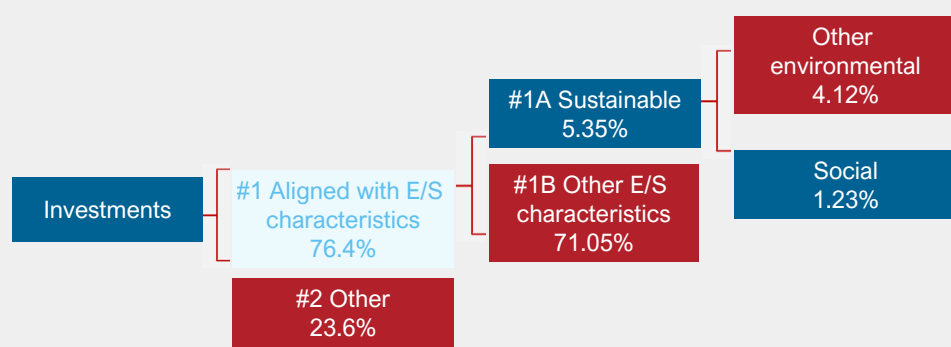 Investments
#1 Aligned with E/S
characteristics
76.4%
#2 Other
23.6%
#1A Sustainable
5.35%
#1B Other E/S
characteristics
71.05%
Other
environmental
4.12%
Social
1.23%